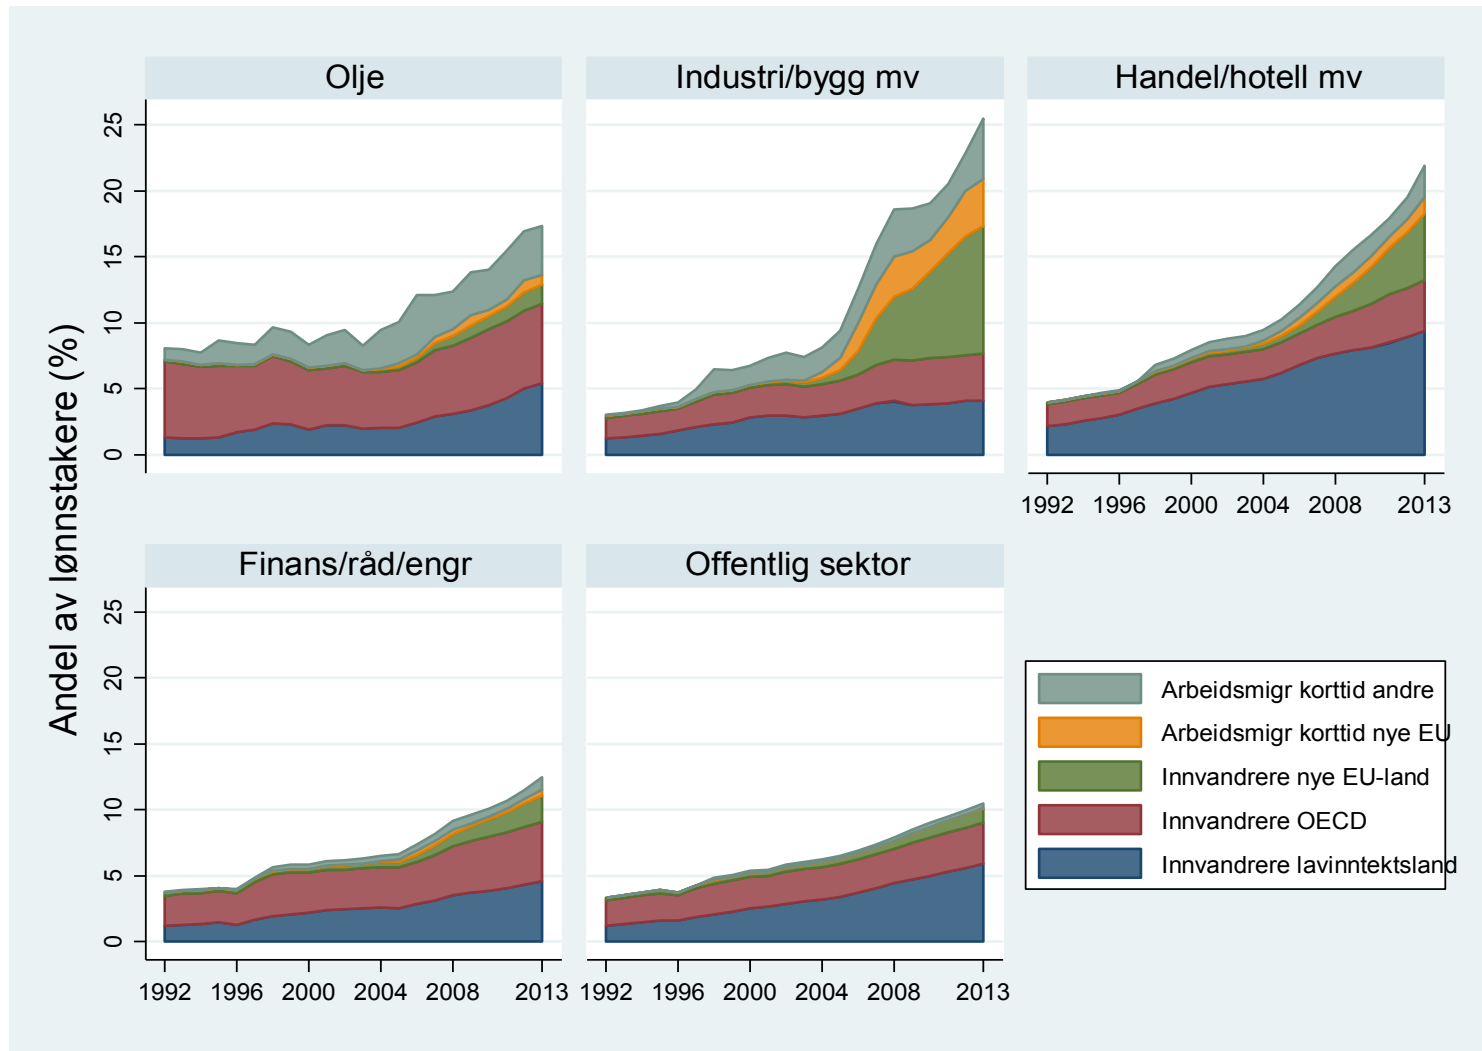 Andel av lønnstakere (%)
Olje
Industri/bygg mv
Handel/hotell mv
25
20
15
10
5
0
1992 1996 2000 2004 2008 2013
Finans/råd/engr
Offentlig sektor
25
20
15
10
5
0
1992 1996 2000 2004 2008 2013
1992 1996 2000 2004 2008 2013
Arbeidsmigr korttid andre
Arbeidsmigr korttid nye EU
Innvandrere nye EU-land
Innvandrere OECD
Innvandrere lavinntektsland